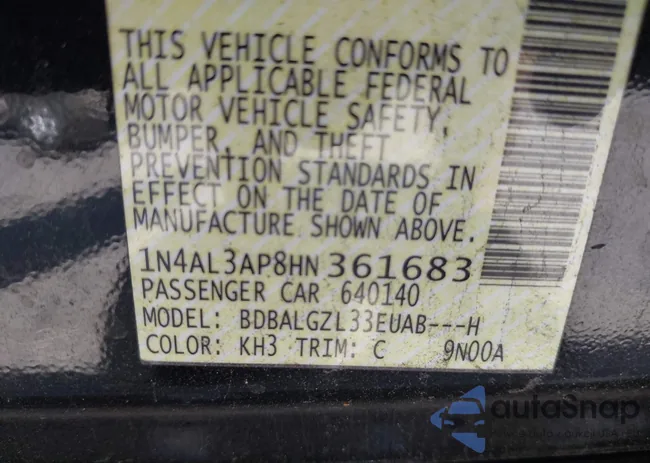 THIS VEHICLE CONFORMS TO
ALL APPLICABLE FEDERAL
MOTOR VEHICLE SAFETY,
BUMPER, AND THEFT
PREVENTION STANDARDS IN
EFFECT ON THE DATE OF
MANUFACTURE SHOWN ABOVE.
1N4AL3AP8HN 361683
PASSENGER CAR 640140
MODEL: BDBALGZL33EUAB---H
COLOR: KH3 TRIM: C 9N00A
autoSnap